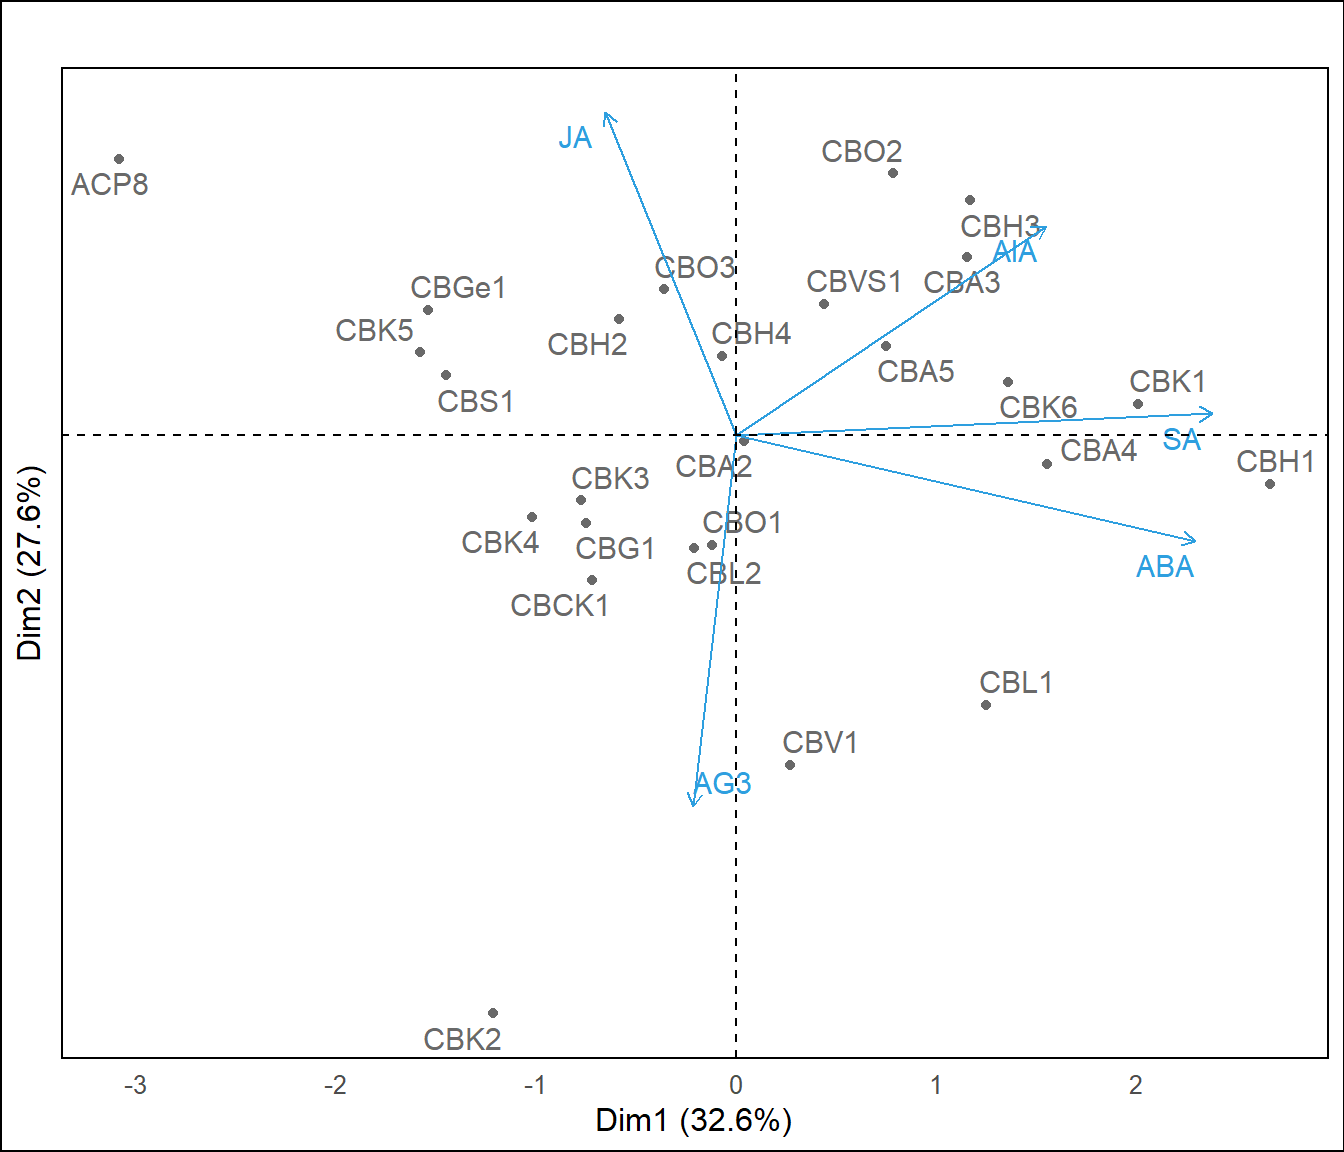 JA
CBO2
ACP8
CBH3
AIA
CBO3
CBVS1
CBA3
CBGe1
CBK5
CBH2
CBH4
CBA5
CBK1
CBS1
CBK6
SA
CBA4
CBH1
CBA2
CBK3
CBO1
CBK4
CBG1
CBL2
ABA
CBCK1
CBL1
CBV1
AG3
CBK2
Dim2 (27.6%)
-3 -2 -1 0 1 2
Dim1 (32.6%)